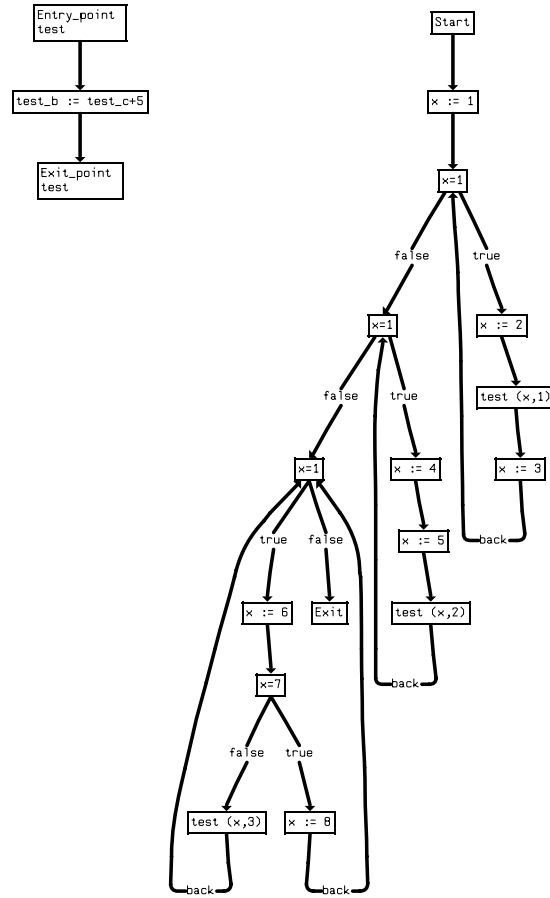 Entry_point
test
Start
test_b := test_c+5
x := 1
Exit_point
test
x=1
false
true
x=1
x := 2
false
true
test (x,1)
x=1
x := 4
x := 3
true
false
x := 5
back
x := 6
Exit
test (x,2)
x=7
back
false
true
test (x,3)
x := 8
back
back